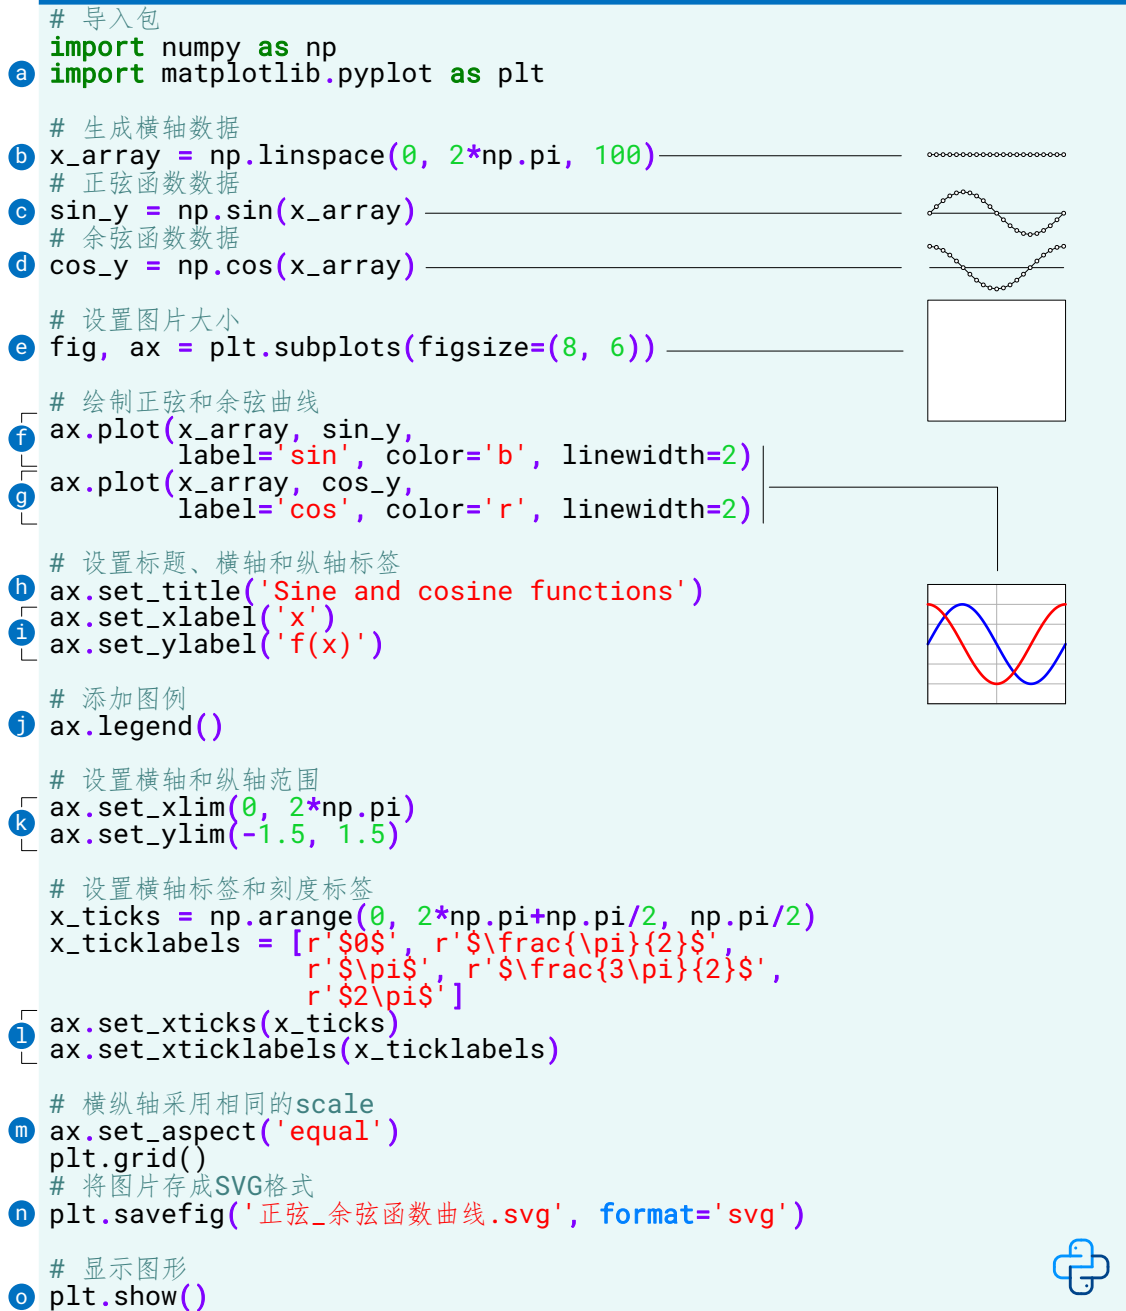 # 导入包
import numpy as np
a import matplotlib.pyplot as plt
# 生成横轴数据
b x_array = np.linspace(0, 2*np.pi, 100)
# 正弦函数数据
c sin_y = np.sin(x_array)
# 余弦函数数据
d cos_y = np.cos(x_array)
# 设置图片大小
e fig, ax = plt.subplots(figsize=(8, 6))
# 绘制正弦和余弦曲线
f ax.plot(x_array, sin_y,
label='sin', color='b', linewidth=2)
g ax.plot(x_array, cos_y,
label='cos', color='r', linewidth=2)
# 设置标题、横轴和纵轴标签
h ax.set_title('Sine and cosine functions')
i ax.set_xlabel('x')
ax.set_ylabel('f(x)')
# 添加图例
j ax.legend()
# 设置横轴和纵轴范围
k ax.set_xlim(0, 2*np.pi)
ax.set_ylim(-1.5, 1.5)
# 设置横轴标签和刻度标签
x_ticks = np.arange(0, 2*np.pi+np.pi/2, np.pi/2)
x_ticklabels = [r'$0$', r'$\frac{\pi}{2}$',
r'$\pi$', r'$\frac{3\pi}{2}$',
r'$2\pi$']
l ax.set_xticks(x_ticks)
ax.set_xticklabels(x_ticklabels)
# 横纵轴采用相同的scale
m ax.set_aspect('equal')
plt.grid()
# 将图片存成SVG格式
n plt.savefig('正弦_余弦函数曲线.svg', format='svg')
# 显示图形
o plt.show()